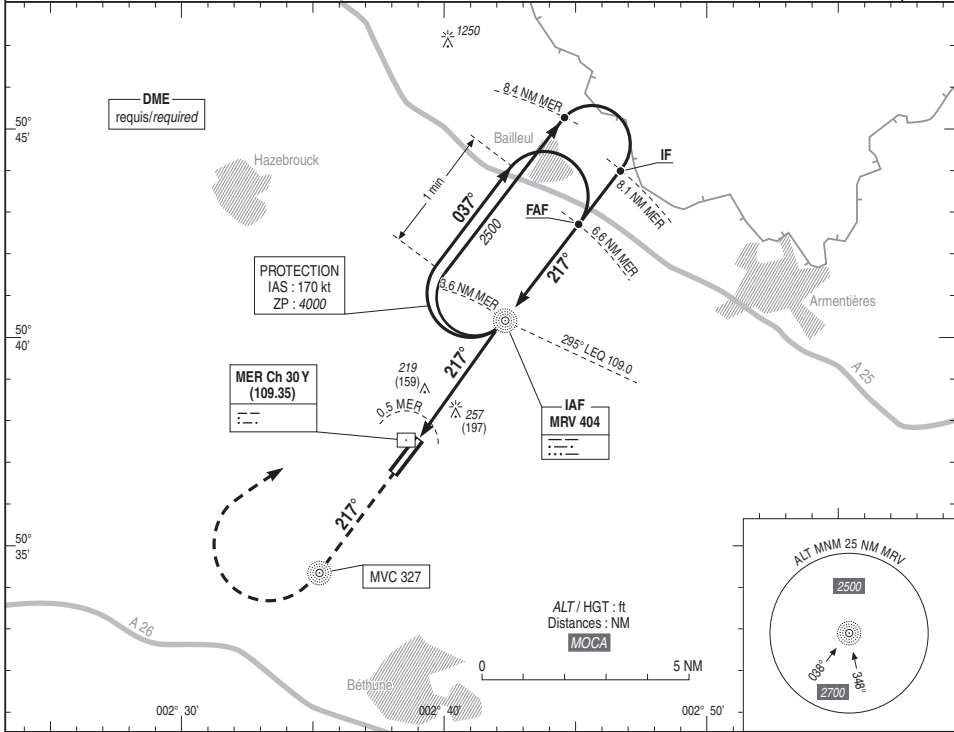 1250
8.4 NM MER
DME
requis/required
50°
45'
Bailleul
Hazebrouck
IF
1 min
037°
2500
8.1 NM MER
FAF
6.6 NM MER
217°
PROTECTION
IAS : 170 kt
ZP : 4000
3.6 NM MER
Armentières
50°
40'
295° LEQ 109.0
A 25
217°
MER Ch 30 Y
(109.35)
219
(159)
0.5 MER
257
(197)
IAF
MRV 404
217°
50°
35'
MVC 327
ALT MNM 25 NM MRV
2500
038°
348°
2700
ALT / HGT : ft
Distances : NM
MOCA
0
5 NM
A 26
Béthune
002° 30'
002° 40'
002° 50'